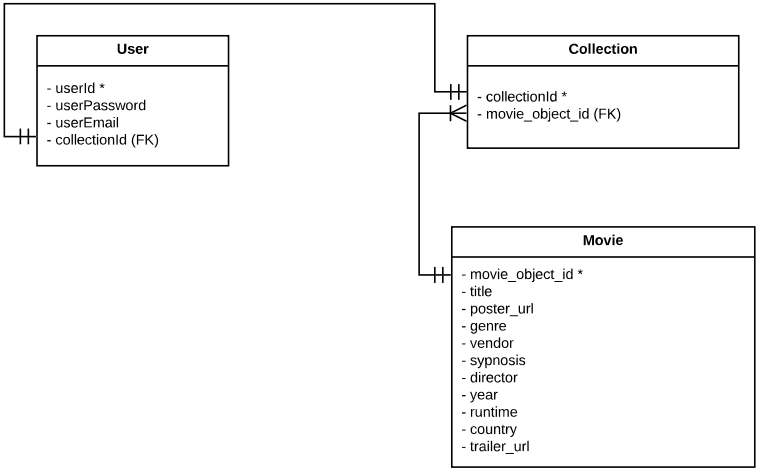 User
- userId *
- userPassword
- userEmail
- collectionId (FK)
Collection
- collectionId *
- movie_object_id (FK)
Movie
- movie_object_id *
- title
- poster_url
- genre
- vendor
- sypnosis
- director
- year
- runtime
- country
- trailer_url